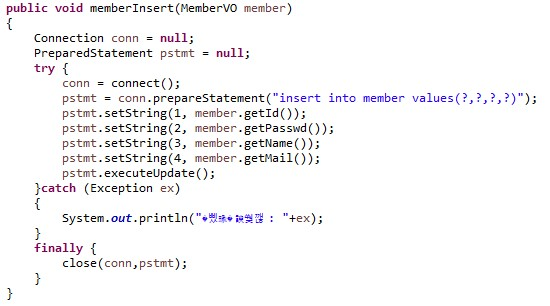 public void memberInsert(MemberVO member)
{
Connection conn = null;
PreparedStatement pstmt = null;
try {
conn = connect();
pstmt = conn.prepareStatement("insert into member values(?,?,?,?)");
pstmt.setString(1, member.getId());
pstmt.setString(2, member.getPasswd());
pstmt.setString(3, member.getName());
pstmt.setString(4, member.getMail());
pstmt.executeUpdate();
}catch (Exception ex)
{
System.out.println(" : "+ex);
}
finally {
close(conn,pstmt);
}
}